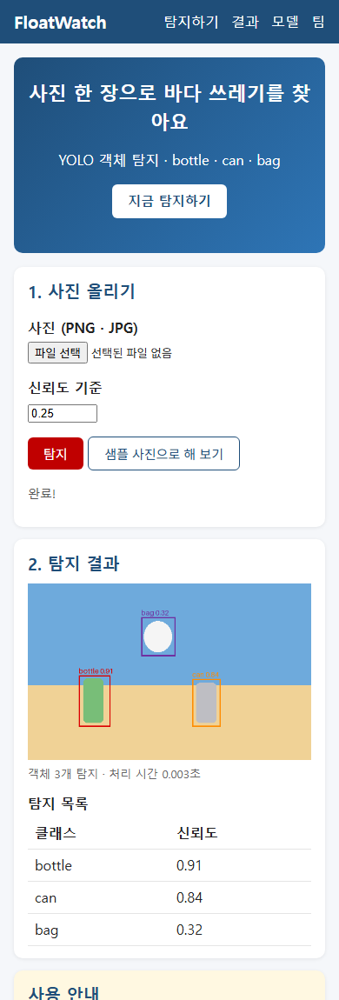 FloatWatch 탐지하기 결과 모델 팀
사진 한 장으로 바다 쓰레기를 찾
아요
YOLO 객체 탐지 · bottle · can · bag
지금 탐지하기
1. 사진 올리기
사진 (PNG · JPG)
파일 선택 선택된 파일 없음
신뢰도 기준
0.25
탐지 샘플 사진으로 해 보기
완료!
2. 탐지 결과
bag 0.32
bottle 0.91
객체 3개 탐지 · 처리 시간 0.003초
탐지 목록
클래스 신뢰도
bottle 0.91
can 0.84
bag 0.32
사용 안내